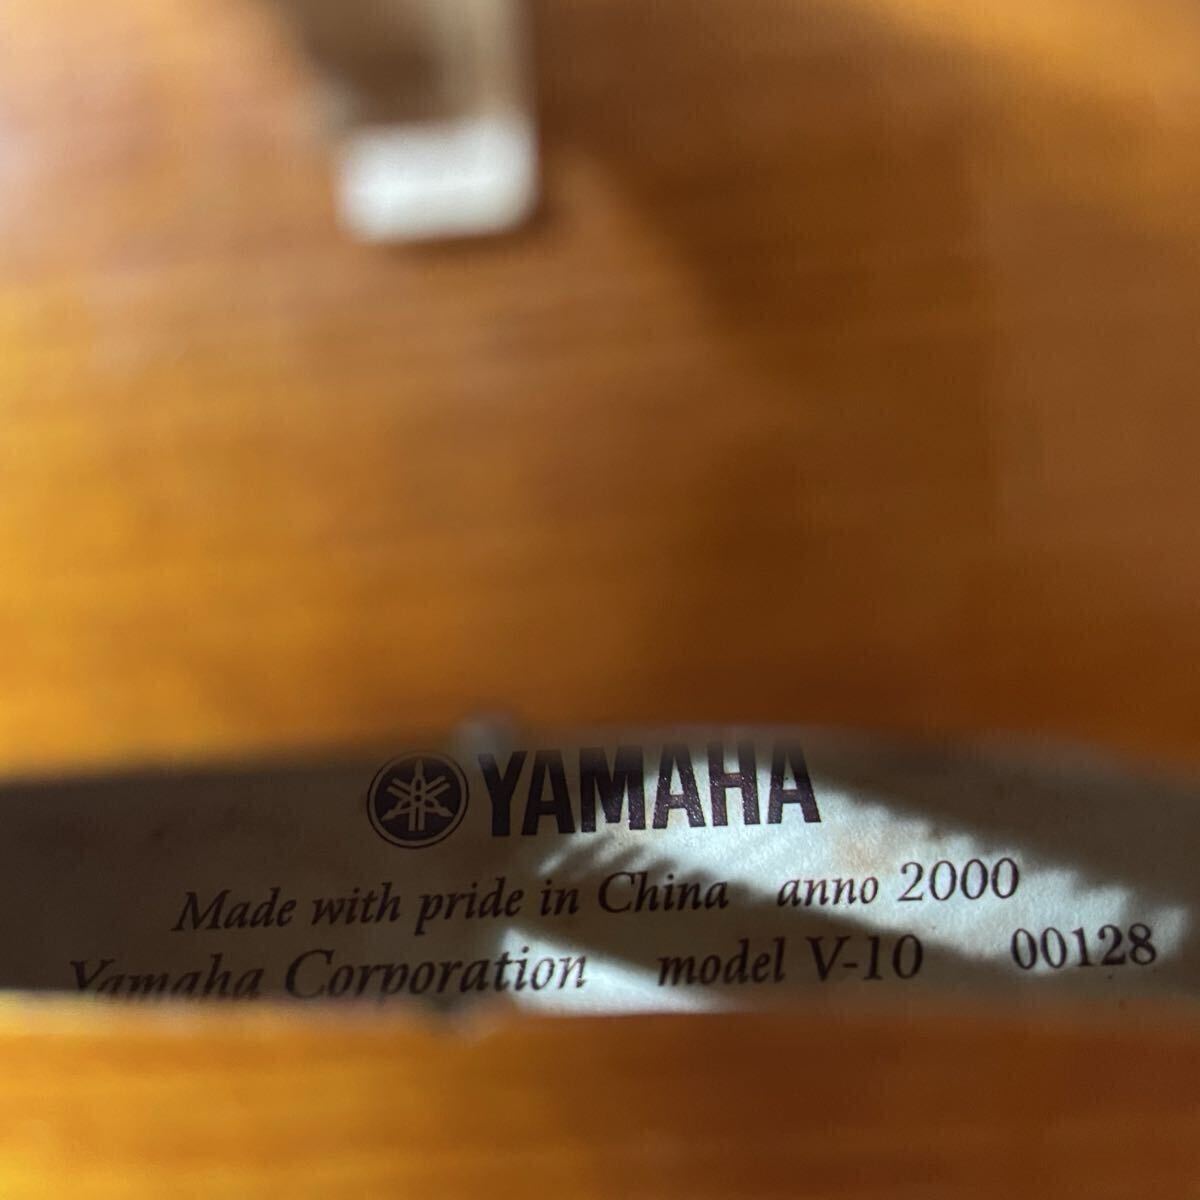 YAMAHA
Made with pride in China anno 2000
Yamaha Corporation model V-10 00128